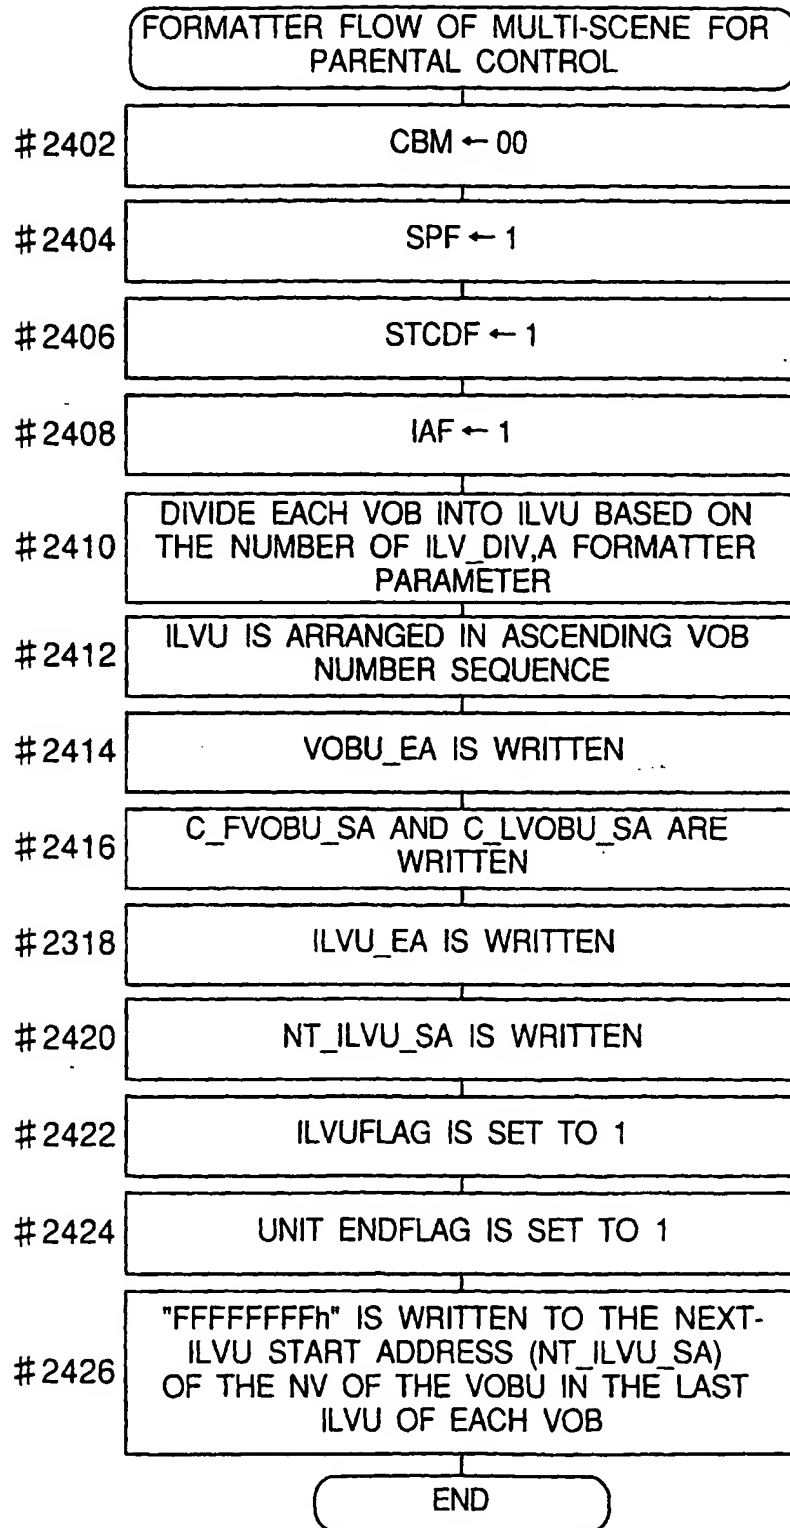 FORMATTER FLOW OF MULTI-SCENE FOR
PARENTAL CONTROL
#2402
CBM ← 00
#2404
SPF ← 1
#2406
STCDF ← 1
#2408
IAF ← 1
#2410
DIVIDE EACH VOB INTO ILVU BASED ON
THE NUMBER OF ILV_DIV,A FORMATTER
PARAMETER
#2412
ILVU IS ARRANGED IN ASCENDING VOB
NUMBER SEQUENCE
#2414
VOBU_EA IS WRITTEN
#2416
C_FVOBU_SA AND C_LVOBU_SA ARE
WRITTEN
#2318
ILVU_EA IS WRITTEN
#2420
NT_ILVU_SA IS WRITTEN
#2422
ILVUFLAG IS SET TO 1
#2424
UNIT ENDFLAG IS SET TO 1
#2426
"FFFFFFFFh" IS WRITTEN TO THE NEXT-
ILVU START ADDRESS (NT_ILVU_SA)
OF THE NV OF THE VOBU IN THE LAST
ILVU OF EACH VOB
END